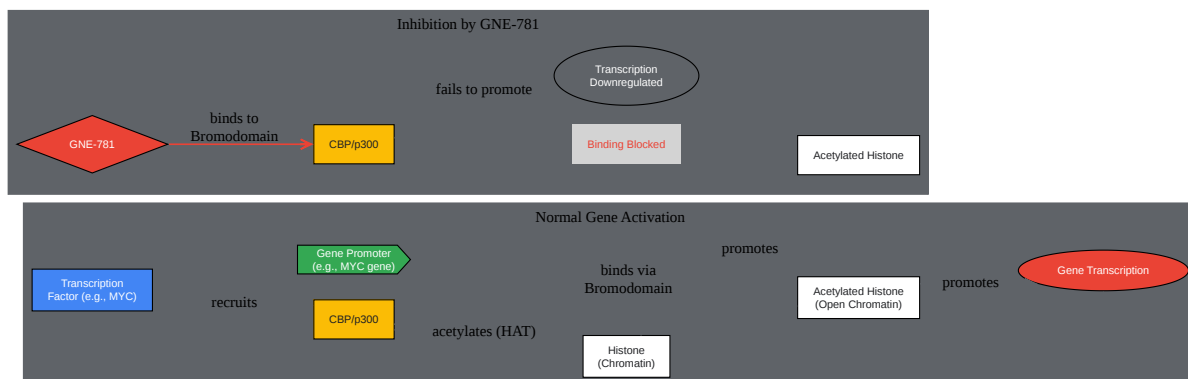 Inhibition by GNE-781
Transcription
Downregulated
fails to promote
binds to
Bromodomain
GNE-781
CBP/p300
Binding Blocked
Acetylated Histone
Normal Gene Activation
Gene Promoter
(e.g., MYC gene)
promotes
binds via
Bromodomain
Transcription
Factor (e.g., MYC)
recruits
CBP/p300
acetylates (HAT)
Histone
(Chromatin)
Acetylated Histone
(Open Chromatin)
promotes
Gene Transcription